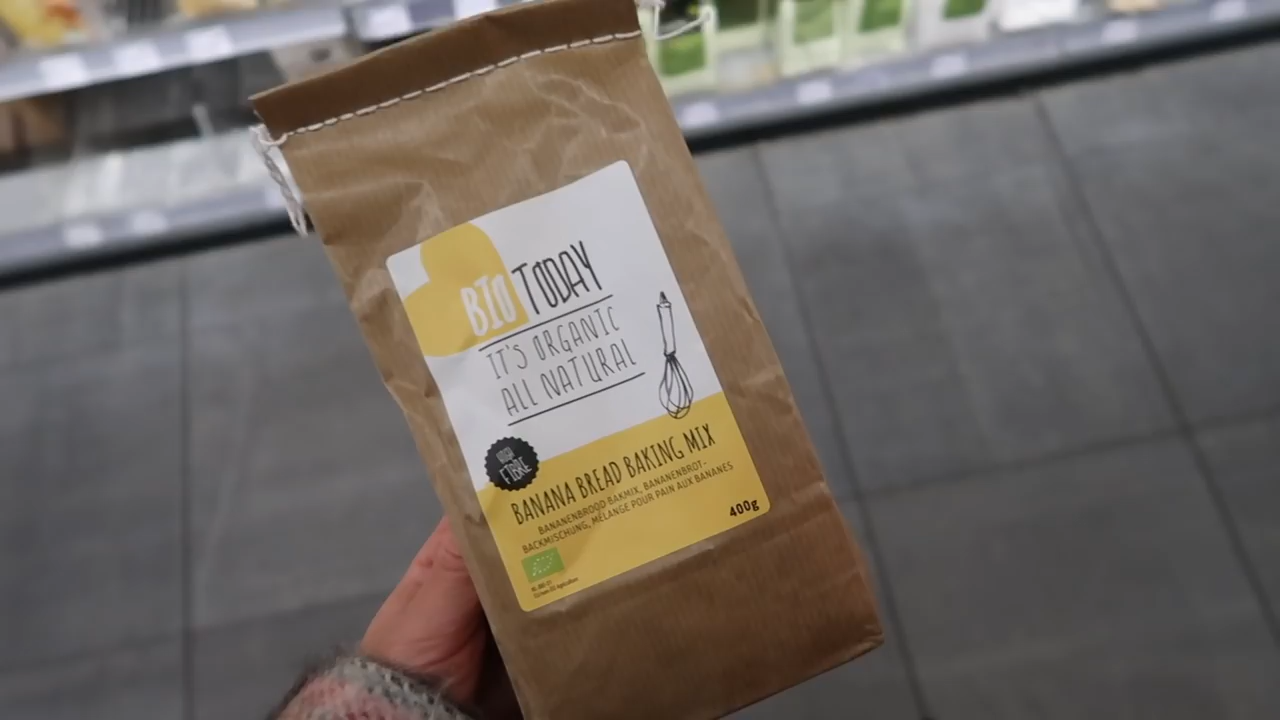 BIO TODAY
IT'S ORGANIC
ALL NATURAL
FIBRE
BANANA BREAD BAKING MIX
BANANENBROOD BAKMIX, BANANENBROT-
BACKMISCHUNG, MÉLANGE POUR PAIN AUX BANANES
400g